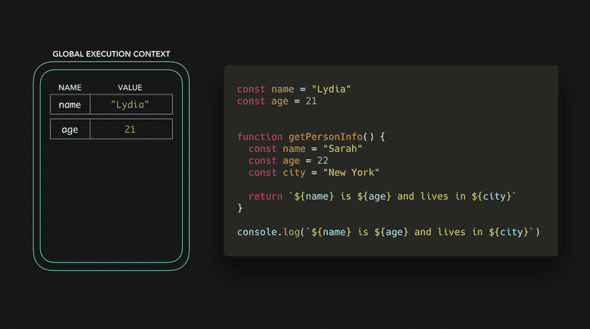 GLOBAL EXECUTION CONTEXT
NAME VALUE
name "Lydia"
age 21
const name = "Lydia"
const age = 21
function getPersonInfo() {
const name = "Sarah"
const age = 22
const city = "New York"
return `${name} is ${age} and lives in ${city}`
}
console.log(`${name} is ${age} and lives in ${city}`)